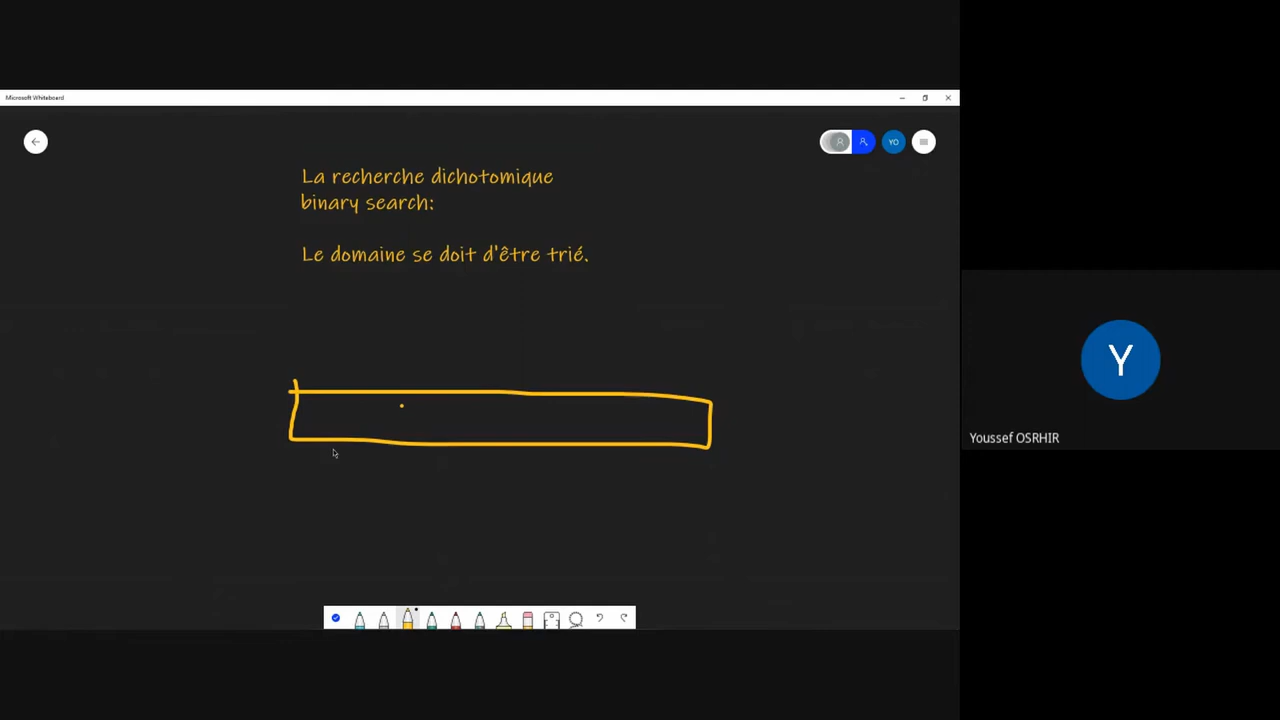 Microsoft Whiteboard
YO
La recherche dichotomique
binary search:
Le domaine se doit d'être trié.
Y
Youssef OSRHIR